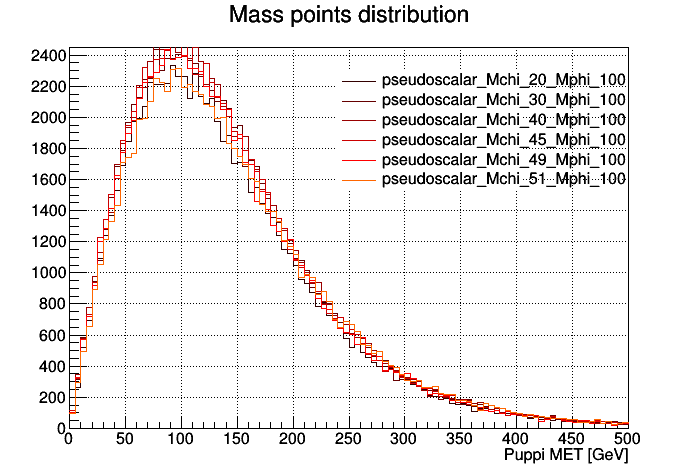 Mass points distribution
2400
2200
2000
1800
1600
1400
1200
1000
800
600
400
200
0
pseudoscalar_Mchi_20_Mphi_100
pseudoscalar_Mchi_30_Mphi_100
pseudoscalar_Mchi_40_Mphi_100
pseudoscalar_Mchi_45_Mphi_100
pseudoscalar_Mchi_49_Mphi_100
pseudoscalar_Mchi_51_Mphi_100
0 50 100 150 200 250 300 350 400 450 500
Puppi MET [GeV]